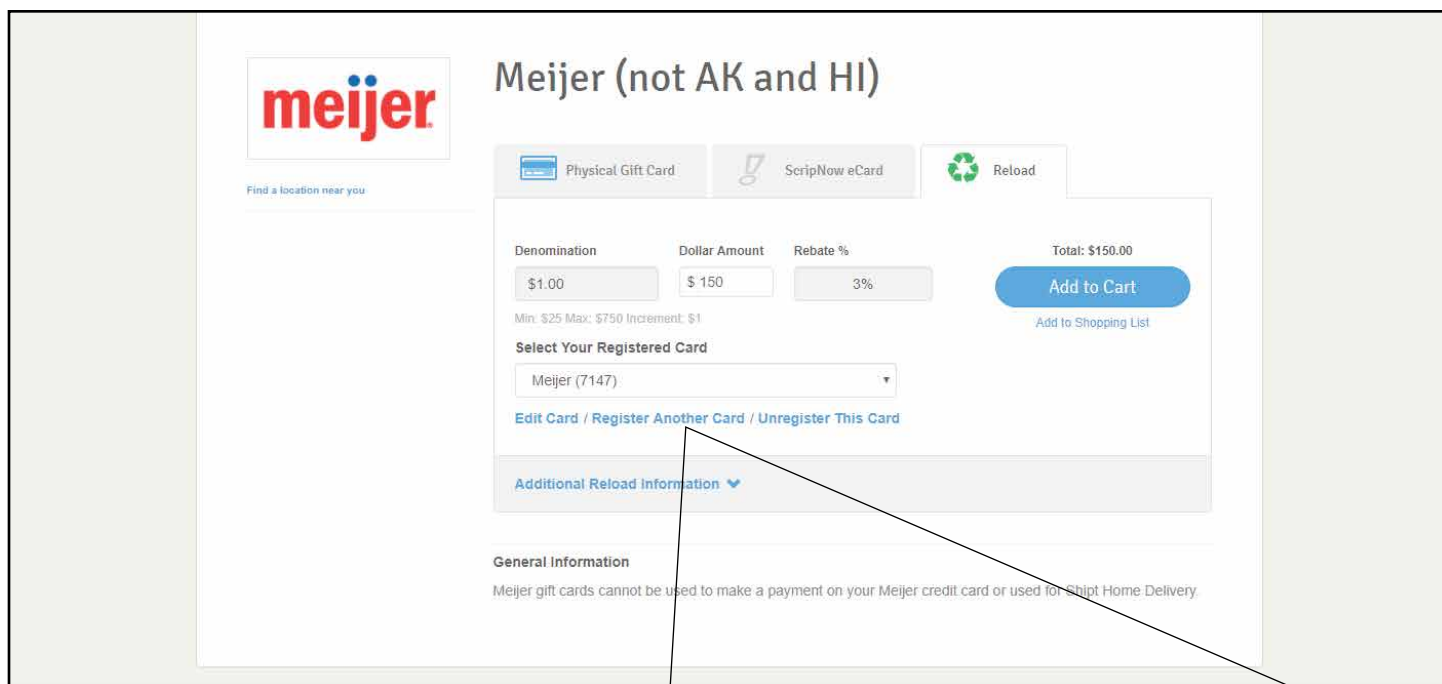 meijer
Find a location near you
Meijer (not AK and HI)
Physical Gift Card
ScripNow eCard
Reload
Denomination
Dollar Amount
Rebate %
Total: $150.00
$1.00
$ 150
3%
Add to Cart
Min: $25 Max: $750 Increment: $1
Add to Shopping List
Select Your Registered Card
Meijer (7147)
Edit Card / Register Another Card / Unregister This Card
Additional Reload Information
General Information
Meijer gift cards cannot be used to make a payment on your Meijer credit card or used for Shipt Home Delivery.